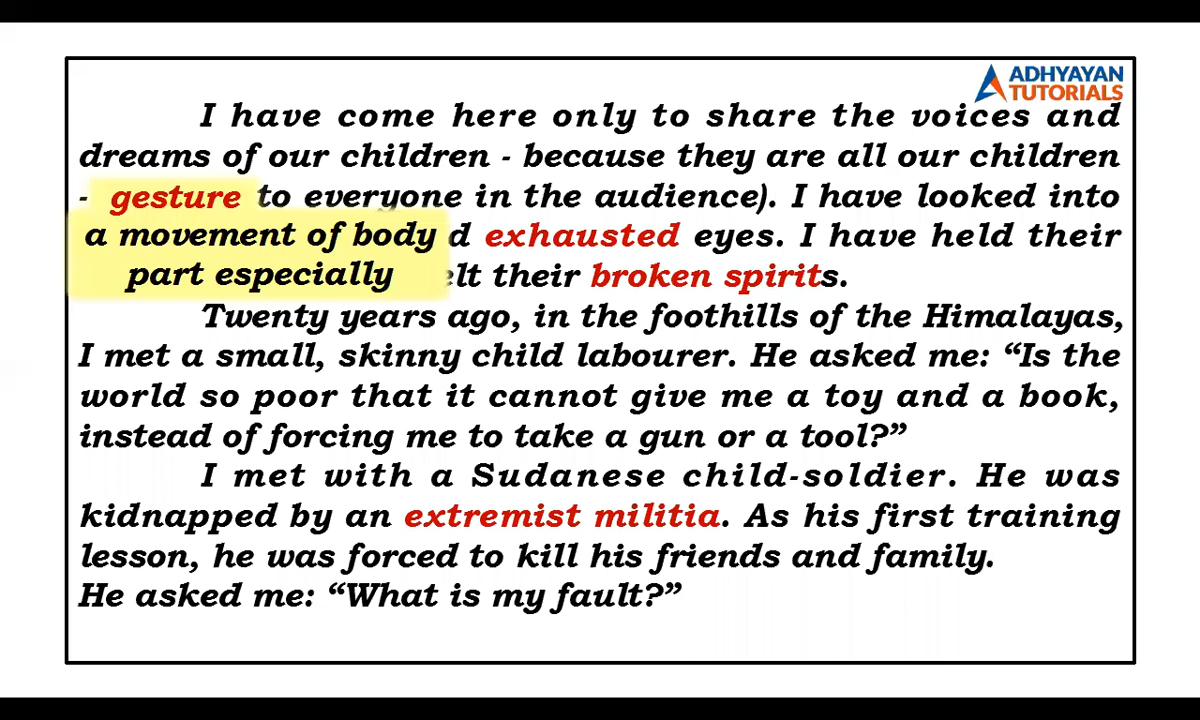 ADHYAYAN
TUTORIALS
I have come here only to share the voices and
dreams of our children - because they are all our children
- gesture to everyone in the audience). I have looked into
a movement of body exhausted eyes. I have held their
part especially their broken spirits.
Twenty years ago, in the foothills of the Himalayas,
I met a small, skinny child labourer. He asked me: “Is the
world so poor that it cannot give me a toy and a book,
instead of forcing me to take a gun or a tool?”
I met with a Sudanese child-soldier. He was
kidnapped by an extremist militia. As his first training
lesson, he was forced to kill his friends and family.
He asked me: “What is my fault?”